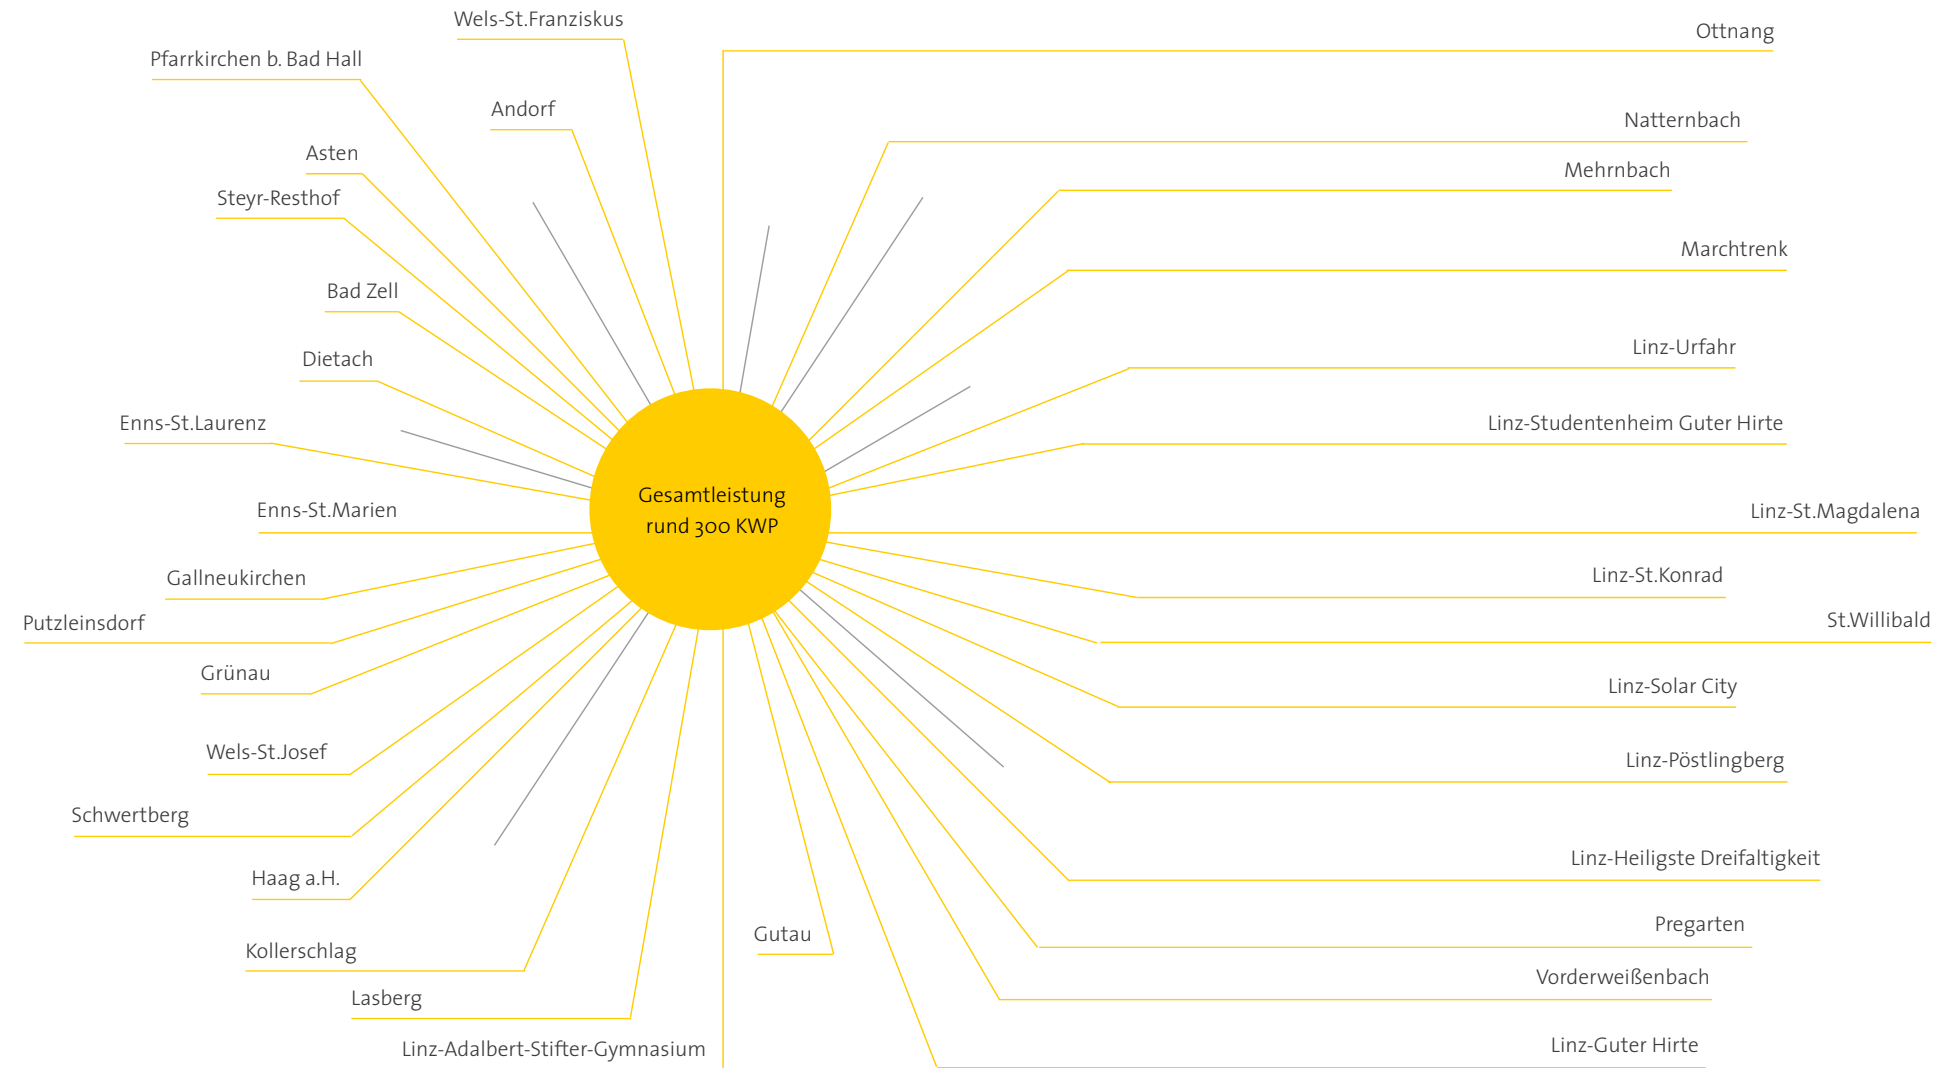 Wels-St.Franziskus
Ottnang
Pfarrkirchen b. Bad Hall
Andorf
Natternbach
Asten
Mehrnbach
Steyr-Resthof
Marchtrenk
Bad Zell
Linz-Urfahr
Dietach
Enns-St.Laurenz
Linz-Studentenheim Guter Hirte
Gesamtleistung
rund 300 KWP
Enns-St.Marien
Linz-St.Magdalena
Gallneukirchen
Linz-St.Konrad
Putzleinsdorf
St.Willibald
Grünau
Linz-Solar City
Wels-St.Josef
Linz-Pöstlingberg
Schwertberg
Linz-Heiligste Dreifaltigkeit
Haag a.H.
Pregarten
Gutau
Kollerschlag
Vorderweißenbach
Lasberg
Linz-Guter Hirte
Linz-Adalbert-Stifter-Gymnasium